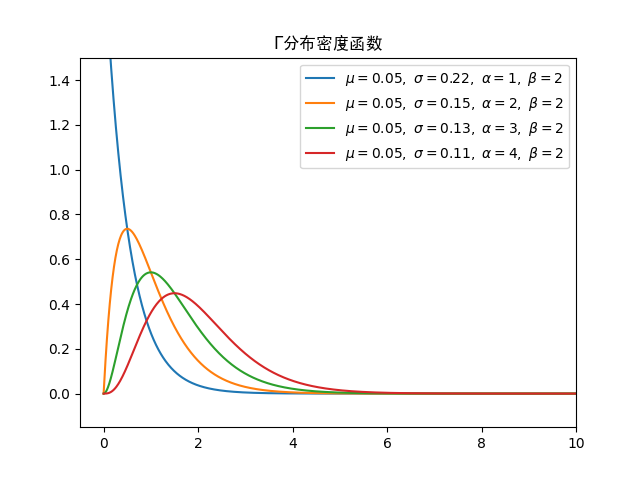 Γ分布密度函数
μ = 0.05, σ = 0.22, α = 1, β = 2
μ = 0.05, σ = 0.15, α = 2, β = 2
μ = 0.05, σ = 0.13, α = 3, β = 2
μ = 0.05, σ = 0.11, α = 4, β = 2
1.4
1.2
1.0
0.8
0.6
0.4
0.2
0.0
0 2 4 6 8 10